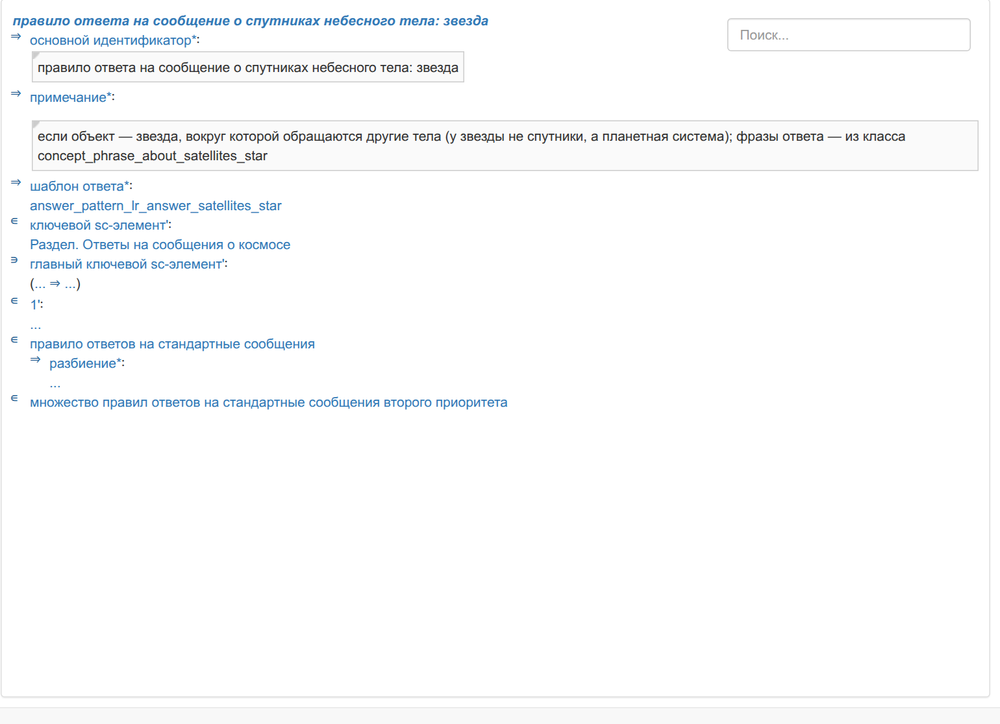 правило ответа на сообщение о спутниках небесного тела: звезда
Поиск...
⇒ основной идентификатор*:
правило ответа на сообщение о спутниках небесного тела: звезда
⇒ примечание*:
если объект — звезда, вокруг которой обращаются другие тела (у звезды не спутники, а планетная система); фразы ответа — из класса
concept_phrase_about_satellites_star
⇒ шаблон ответа*:
answer_pattern_lr_answer_satellites_star
∈ ключевой sc-элемент':
Раздел. Ответы на сообщения о космосе
∋ главный ключевой sc-элемент':
(... ⇒ ...)
∈ 1':
...
∈ правило ответов на стандартные сообщения
⇒ разбиение*:
...
∈ множество правил ответов на стандартные сообщения второго приоритета